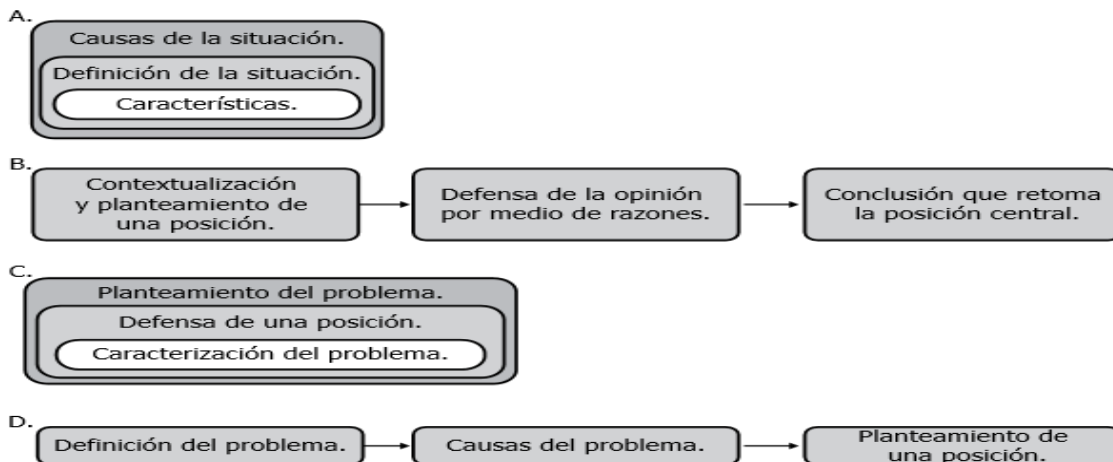 A.
Causas de la situación.
Definición de la situación.
Características.
B.
Contextualización
y planteamiento de
una posición.
Defensa de la opinión
por medio de razones.
Conclusión que retoma
la posición central.
C.
Planteamiento del problema.
Defensa de una posición.
Caracterización del problema.
D.
Definición del problema.
Causas del problema.
Planteamiento de
una posición.